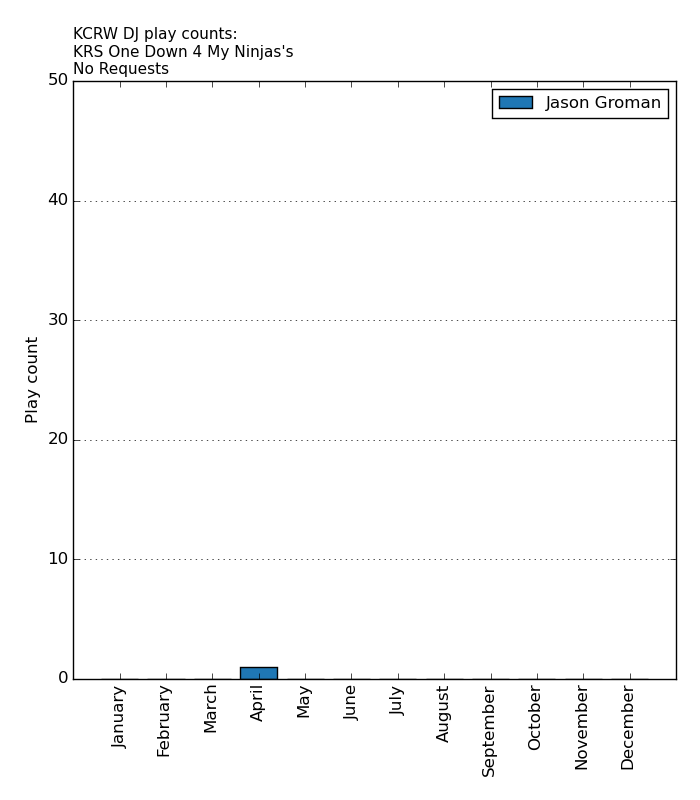 KCRW DJ play counts:
KRS One Down 4 My Ninjas's
No Requests
Jason Groman
Play count
50
40
30
20
10
0
January
February
March
April
May
June
July
August
September
October
November
December